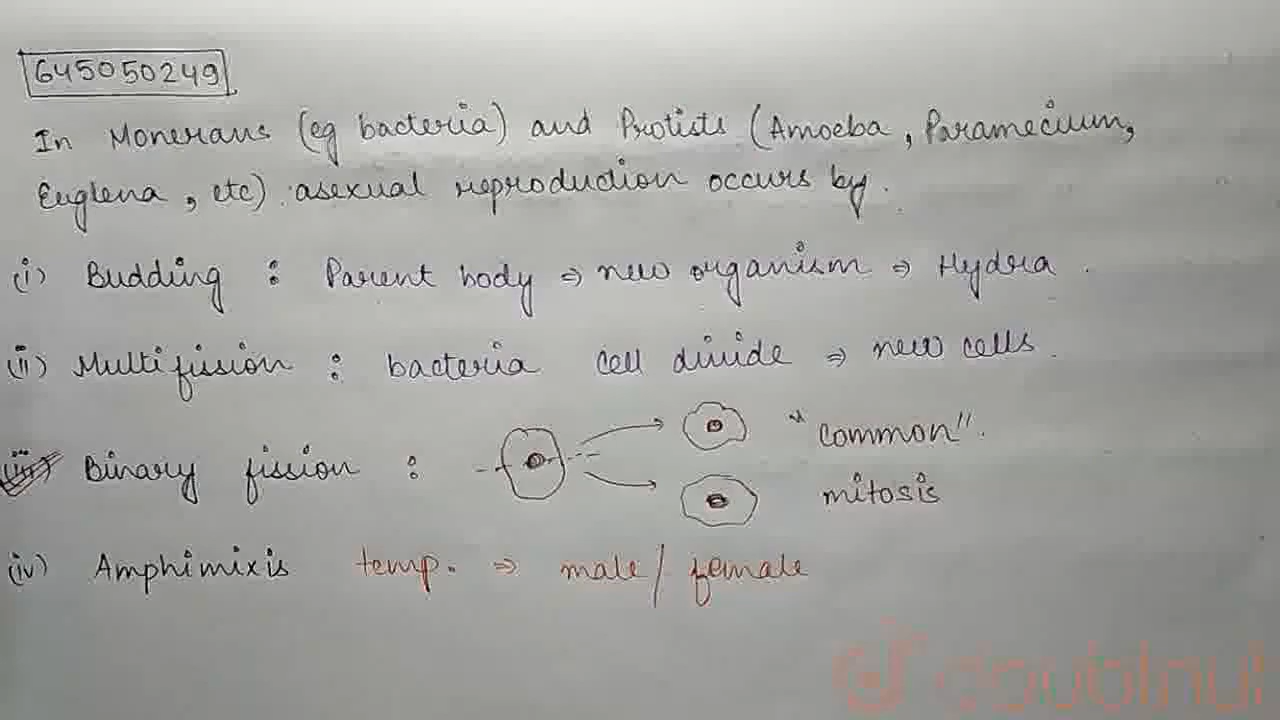 645050249
In Monerans (eg bacteria) and Protists (Amoeba, Paramecium,
Euglena, etc) asexual reproduction occurs by.
(i) Budding : Parent body ⇒ new organism ⇒ Hydra.
(ii) Multifission : bacteria cell divide ⇒ new cells.
(iii) Binary fission : "common".
mitosis
(iv) Amphimixis temp. ⇒ male/female
doubtnut